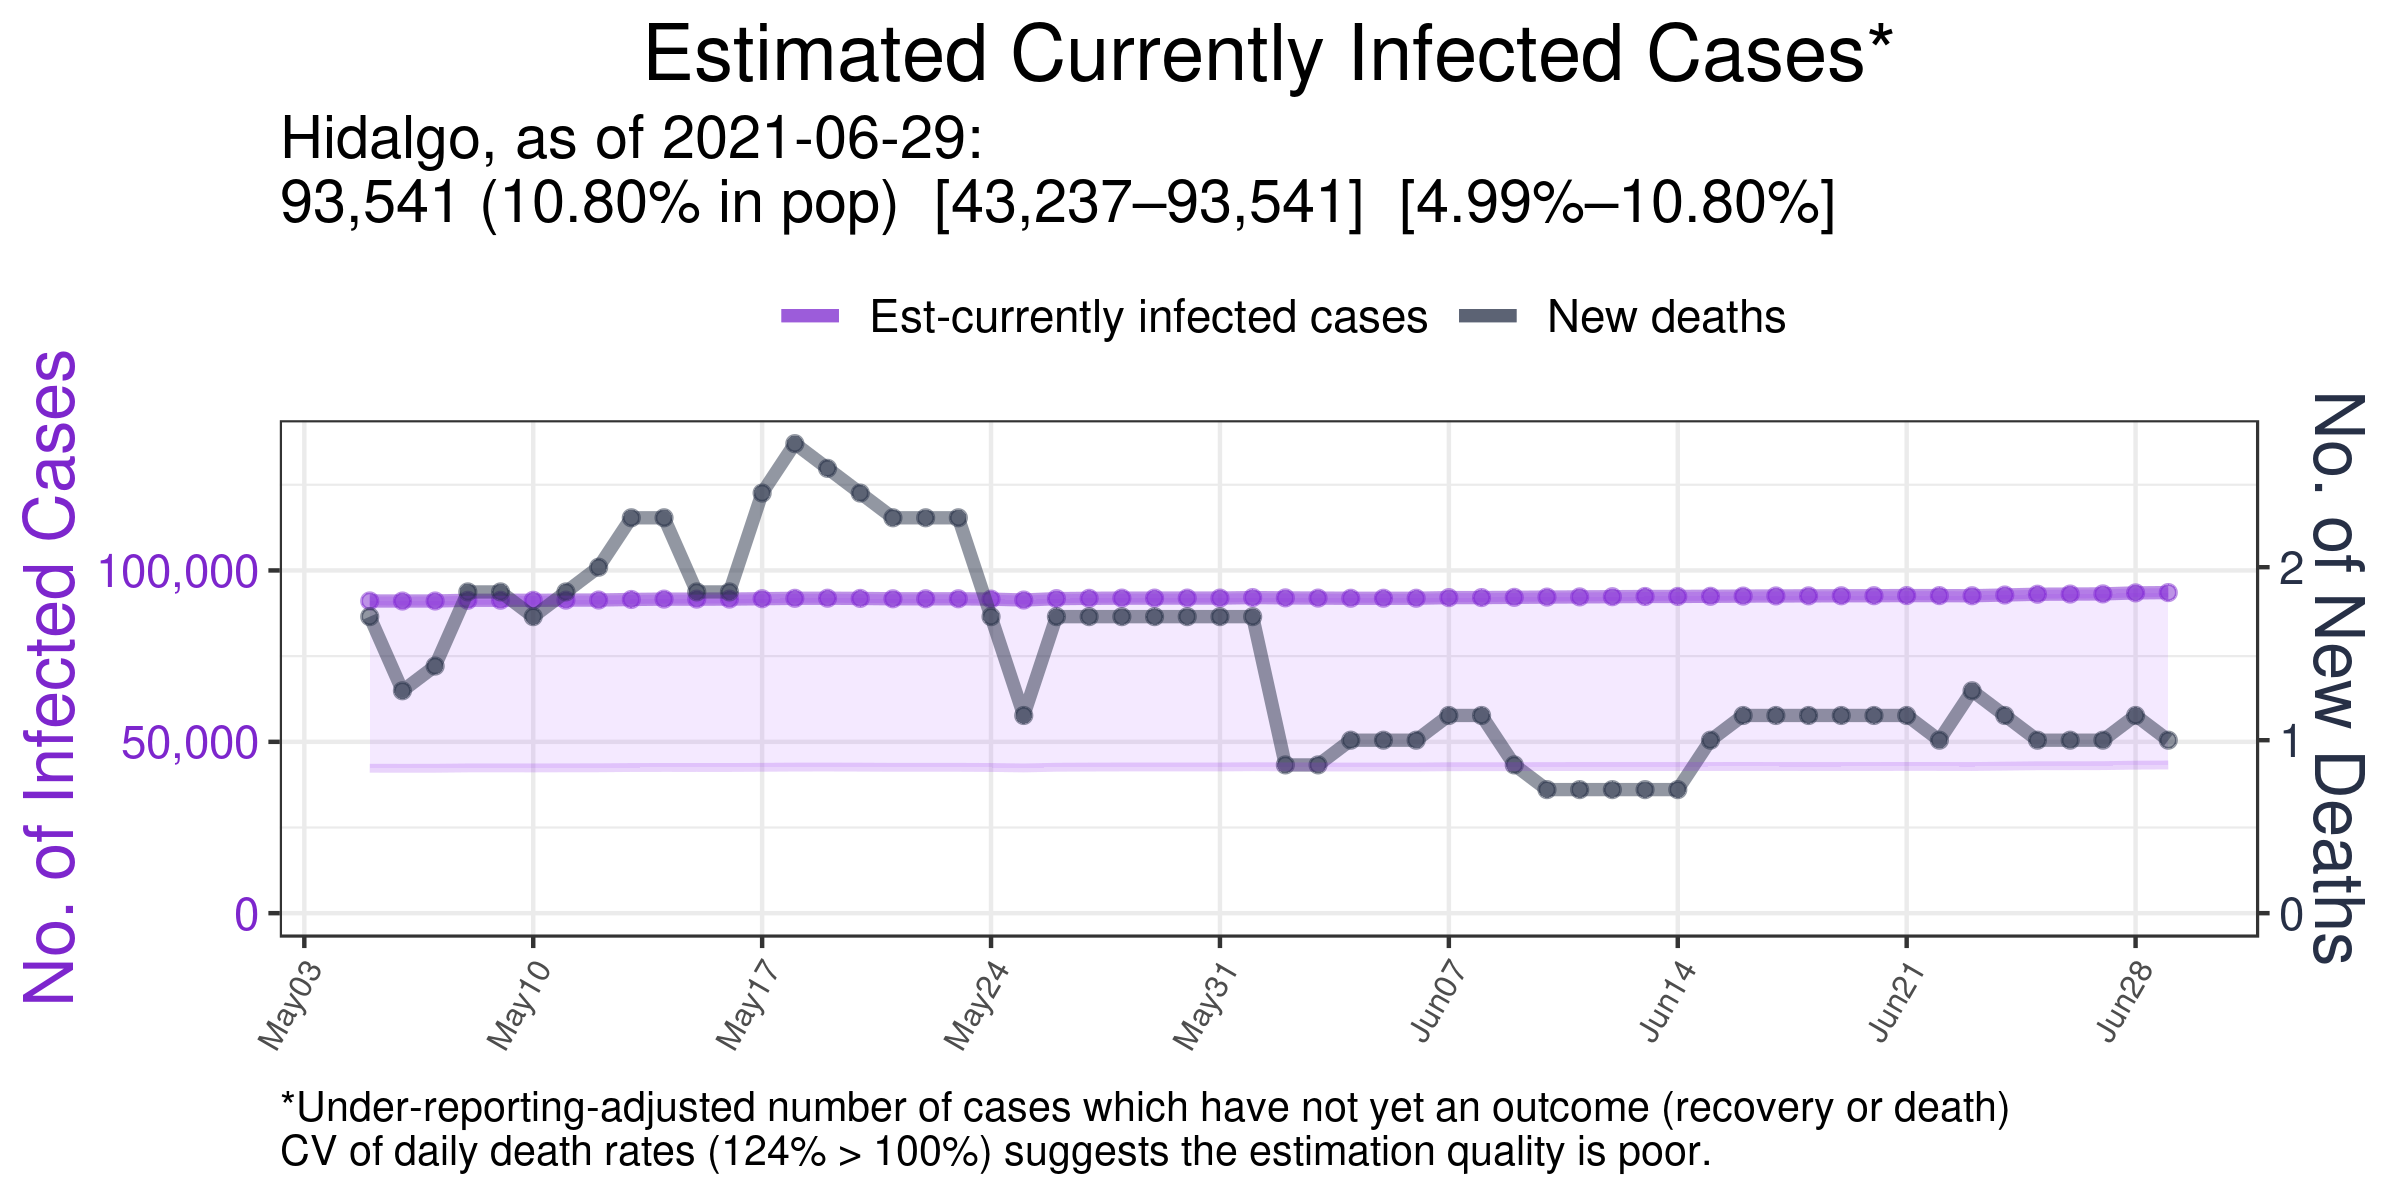 Estimated Currently Infected Cases*
Hidalgo, as of 2021-06-29:
93,541 (10.80% in pop)  [43,237–93,541]  [4.99%–10.80%]
Est-currently infected cases
New deaths
No. of Infected Cases
100,000
50,000
0
No. of New Deaths
2
1
0
May03
May10
May17
May24
May31
Jun07
Jun14
Jun21
Jun28
*Under-reporting-adjusted number of cases which have not yet an outcome (recovery or death)
CV of daily death rates (124% > 100%) suggests the estimation quality is poor.